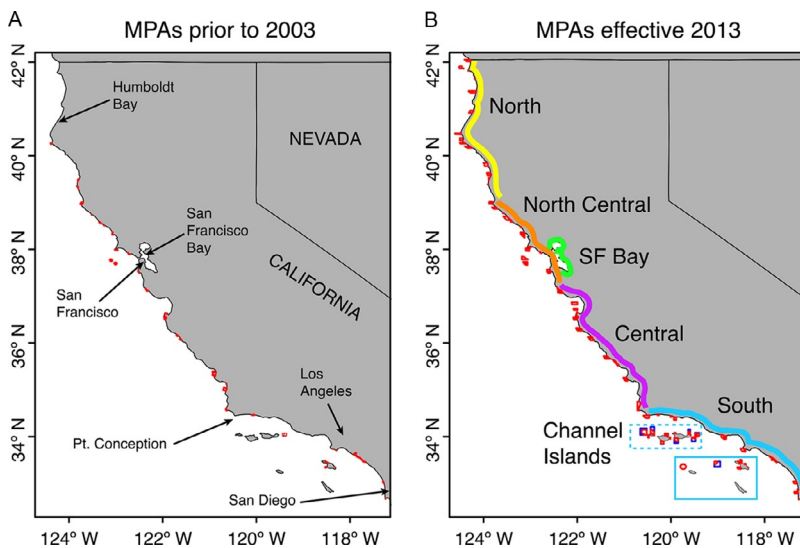 A
MPAs prior to 2003
42° N
40° N
38° N
36° N
34° N
Humboldt
Bay
NEVADA
San
Francisco
Bay
San
Francisco
CALIFORNIA
Los
Angeles
Pt. Conception
San Diego
124° W
122° W
120° W
118° W
B
MPAs effective 2013
42° N
40° N
38° N
36° N
34° N
North
North Central
SF Bay
Central
South
Channel
Islands
124° W
122° W
120° W
118° W